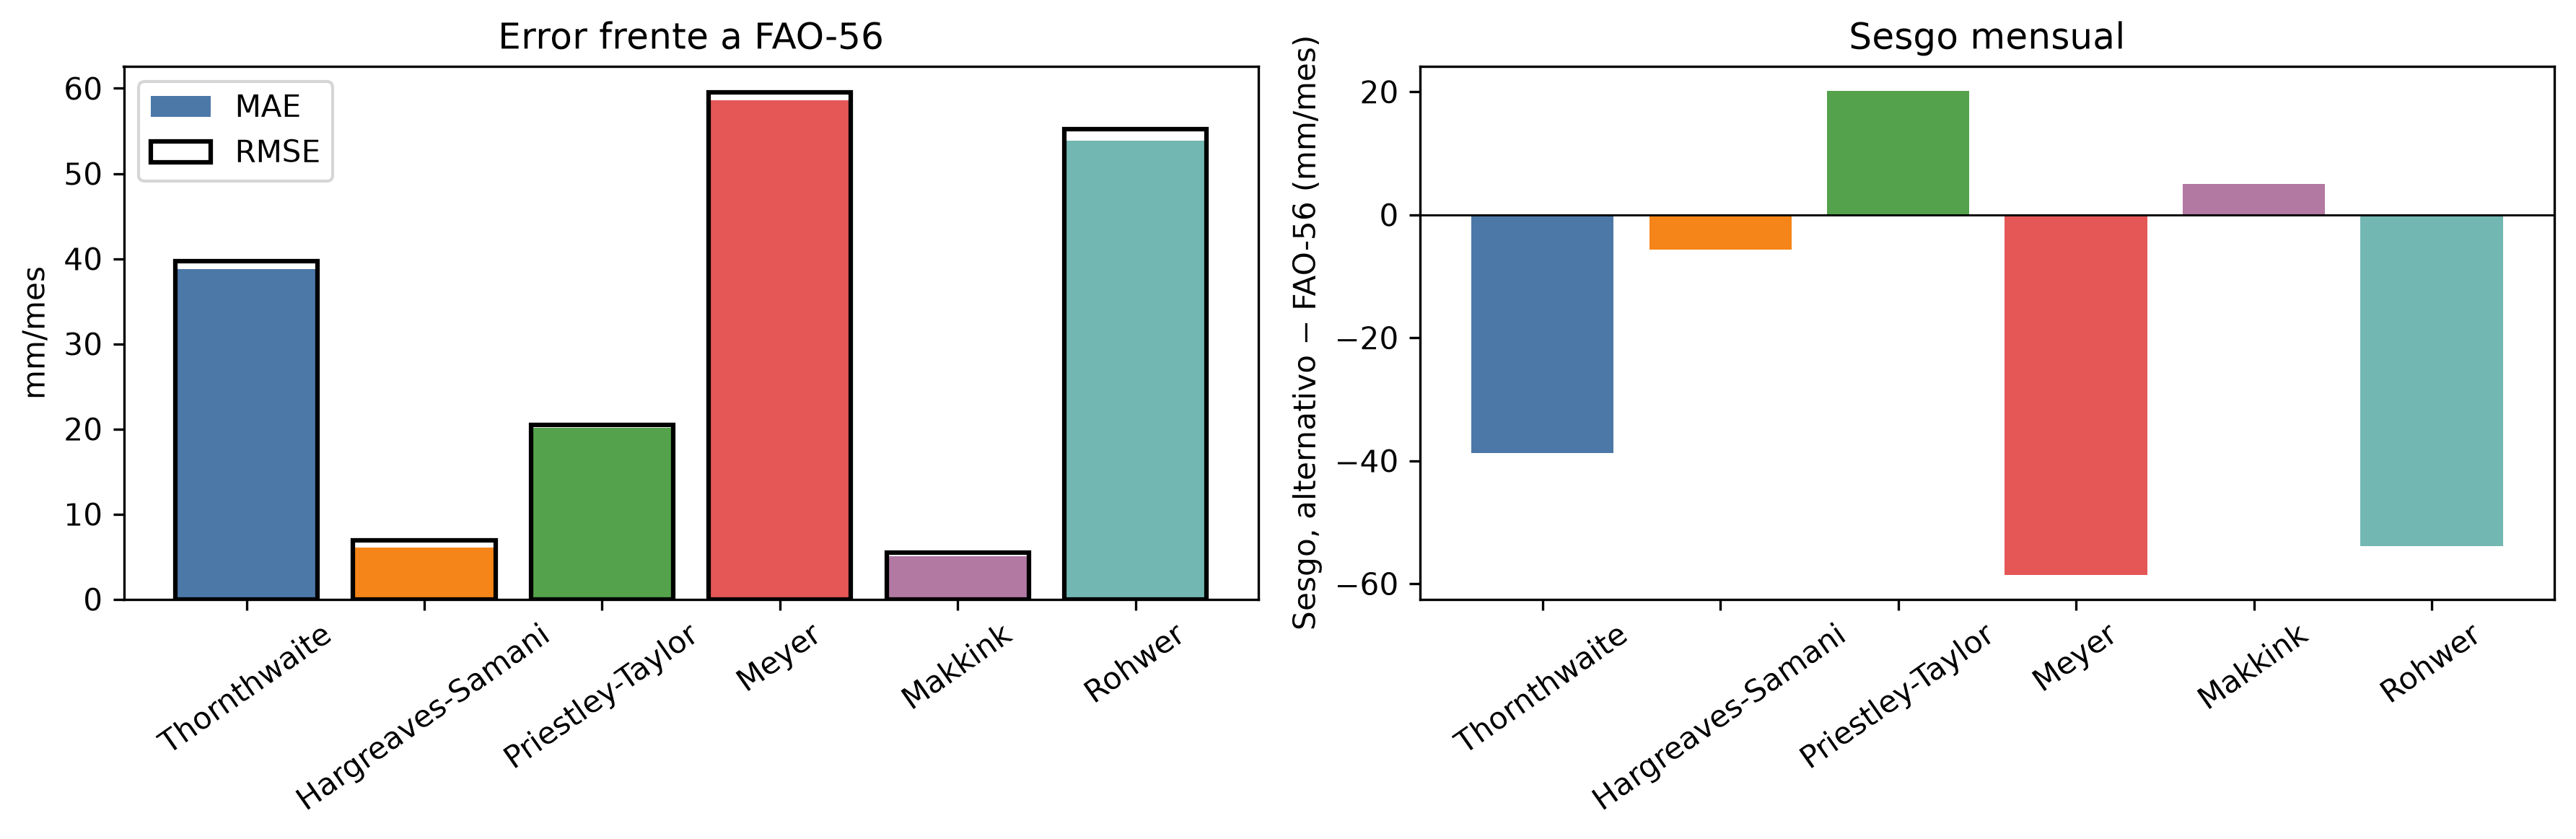 Error frente a FAO-56
mm/mes
60
50
40
30
20
10
0
MAE
RMSE
Thornthwaite
Hargreaves-Samani
Priestley-Taylor
Meyer
Makkink
Rohwer
Sesgo mensual
Sesgo, alternativo − FAO-56 (mm/mes)
20
0
−20
−40
−60
Thornthwaite
Hargreaves-Samani
Priestley-Taylor
Meyer
Makkink
Rohwer